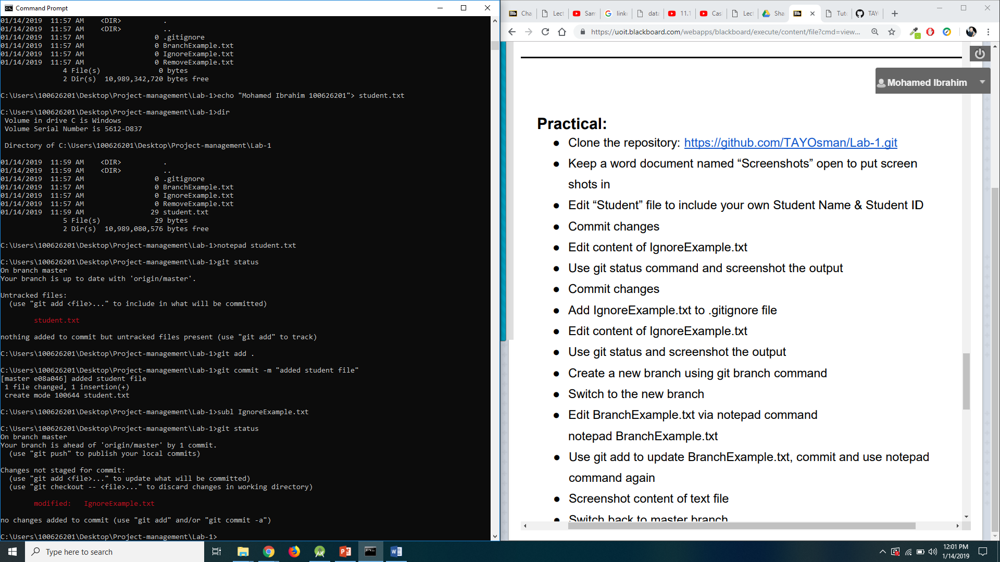 Command Prompt
01/14/2019  11:57 AM    <DIR>          .
01/14/2019  11:57 AM    <DIR>          ..
01/14/2019  11:57 AM                 0 .gitignore
01/14/2019  11:57 AM                 0 BranchExample.txt
01/14/2019  11:57 AM                 0 IgnoreExample.txt
01/14/2019  11:57 AM                 0 RemoveExample.txt
               4 File(s)              0 bytes
               2 Dir(s)  10,989,342,720 bytes free
C:\Users\100626201\Desktop\Project-management\Lab-1>echo "Mohamed Ibrahim 100626201"> student.txt
C:\Users\100626201\Desktop\Project-management\Lab-1>dir
 Volume in drive C is Windows
 Volume Serial Number is 5612-D837
 Directory of C:\Users\100626201\Desktop\Project-management\Lab-1
01/14/2019  11:59 AM    <DIR>          .
01/14/2019  11:59 AM    <DIR>          ..
01/14/2019  11:57 AM                 0 .gitignore
01/14/2019  11:57 AM                 0 BranchExample.txt
01/14/2019  11:57 AM                 0 IgnoreExample.txt
01/14/2019  11:57 AM                 0 RemoveExample.txt
01/14/2019  11:59 AM                29 student.txt
               5 File(s)             29 bytes
               2 Dir(s)  10,989,080,576 bytes free
C:\Users\100626201\Desktop\Project-management\Lab-1>notepad student.txt
C:\Users\100626201\Desktop\Project-management\Lab-1>git status
On branch master
Your branch is up to date with 'origin/master'.
Untracked files:
  (use "git add <file>..." to include in what will be committed)
        student.txt
nothing added to commit but untracked files present (use "git add" to track)
C:\Users\100626201\Desktop\Project-management\Lab-1>git add .
C:\Users\100626201\Desktop\Project-management\Lab-1>git commit -m "added student file"
[master e08a046] added student file
 1 file changed, 1 insertion(+)
 create mode 100644 student.txt
C:\Users\100626201\Desktop\Project-management\Lab-1>subl IgnoreExample.txt
C:\Users\100626201\Desktop\Project-management\Lab-1>git status
On branch master
Your branch is ahead of 'origin/master' by 1 commit.
  (use "git push" to publish your local commits)
Changes not staged for commit:
  (use "git add <file>..." to update what will be committed)
  (use "git checkout -- <file>..." to discard changes in working directory)
        modified:   IgnoreExample.txt
no changes added to commit (use "git add" and/or "git commit -a")
C:\Users\100626201\Desktop\Project-management\Lab-1>
Bb Cha Lect Sam link data 11.1 Cas Lect Sha Bb Tut TAY
https://uoit.blackboard.com/webapps/blackboard/execute/content/file?cmd=view...
Mohamed Ibrahim
Practical:
● Clone the repository: https://github.com/TAYOsman/Lab-1.git
● Keep a word document named “Screenshots” open to put screen
shots in
● Edit “Student” file to include your own Student Name & Student ID
● Commit changes
● Edit content of IgnoreExample.txt
● Use git status command and screenshot the output
● Commit changes
● Add IgnoreExample.txt to .gitignore file
● Edit content of IgnoreExample.txt
● Use git status and screenshot the output
● Create a new branch using git branch command
● Switch to the new branch
● Edit BranchExample.txt via notepad command
notepad BranchExample.txt
● Use git add to update BranchExample.txt, commit and use notepad
command again
● Screenshot content of text file
● Switch back to master branch
Type here to search
12:01 PM
1/14/2019